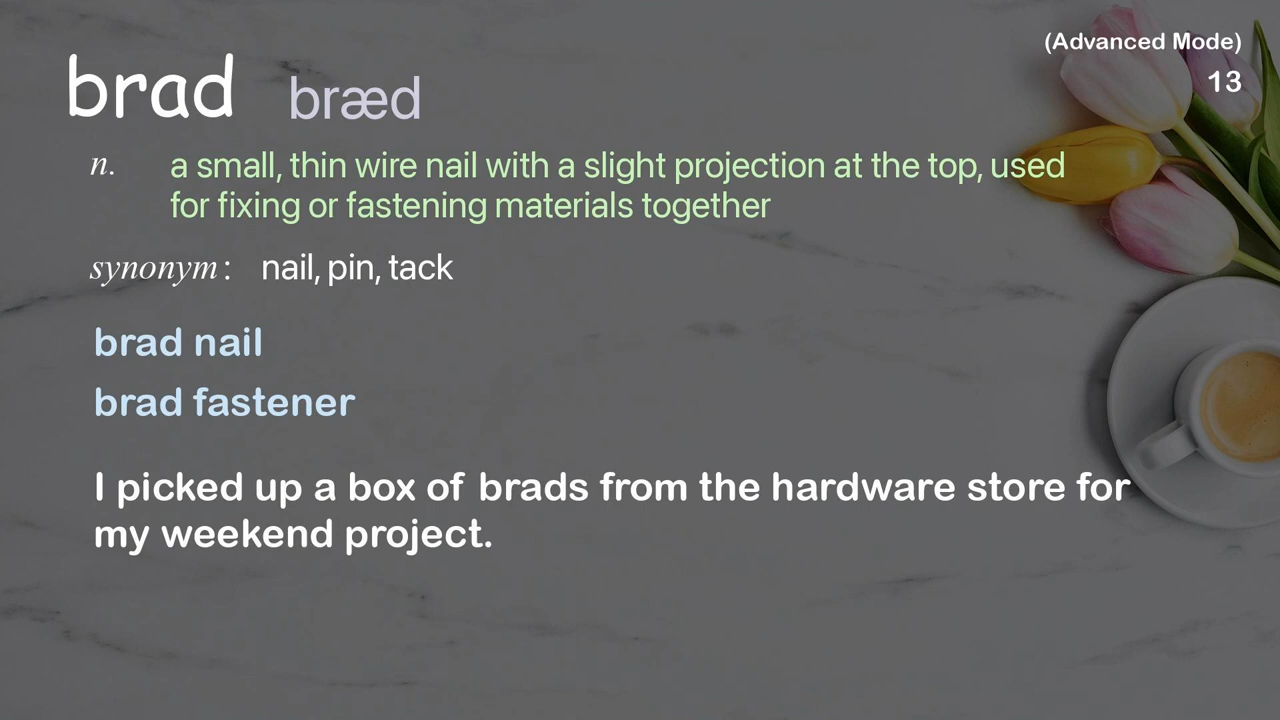 (Advanced Mode)
13
brad bræd
n. a small, thin wire nail with a slight projection at the top, used
for fixing or fastening materials together
synonym: nail, pin, tack
brad nail
brad fastener
I picked up a box of brads from the hardware store for
my weekend project.